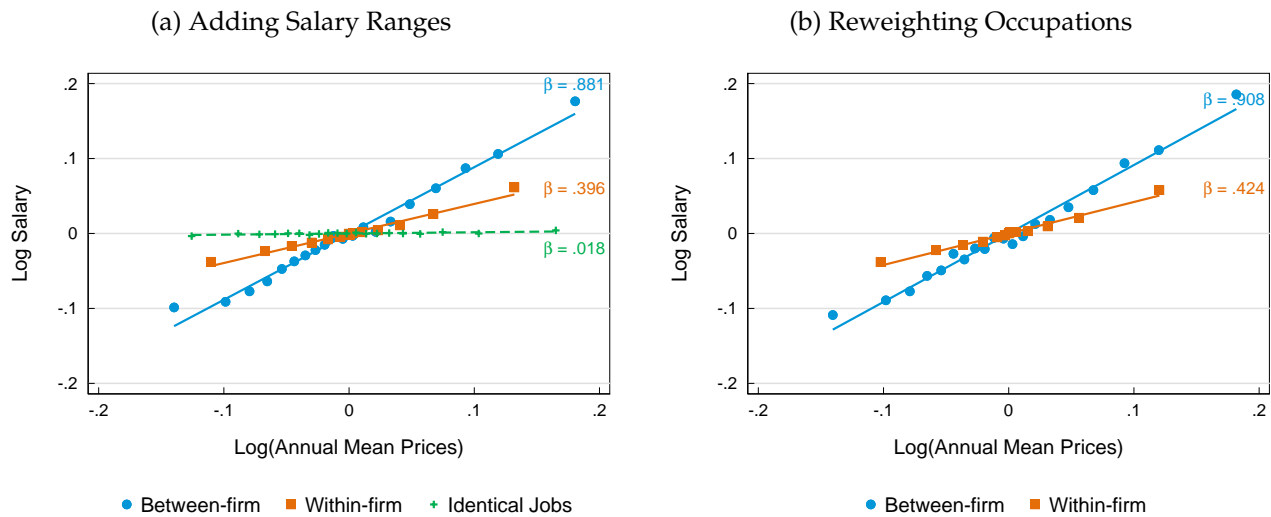 (a) Adding Salary Ranges
β = .881
β = .396
β = .018
.2
.1
0
-.1
-.2
Log Salary
-.2
-.1
0
.1
.2
Log(Annual Mean Prices)
Between-firm
Within-firm
Identical Jobs
(b) Reweighting Occupations
β = .908
β = .424
.2
.1
0
-.1
-.2
Log Salary
-.2
-.1
0
.1
.2
Log(Annual Mean Prices)
Between-firm
Within-firm